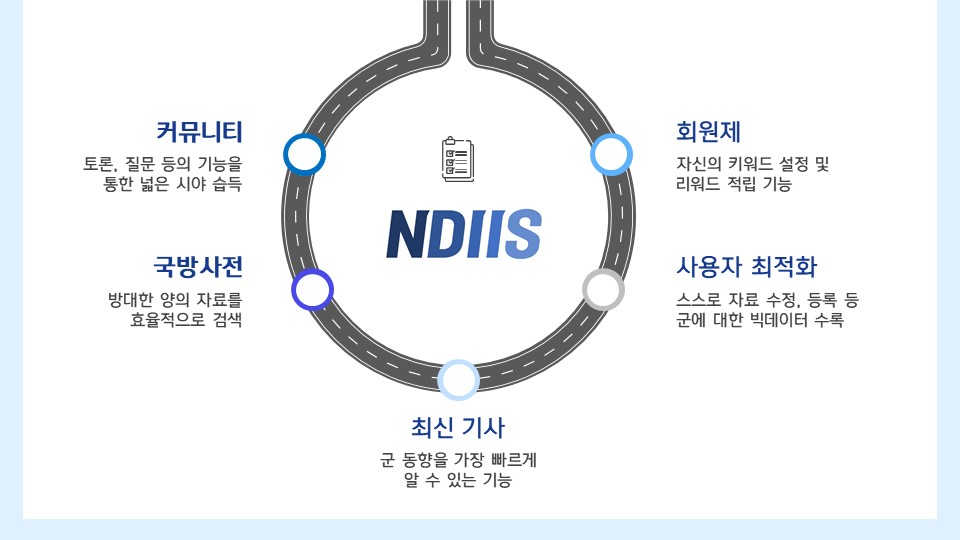 커뮤니티
토론, 질문 등의 기능을
통한 넓은 시야 습득
회원제
자신의 키워드 설정 및
리워드 적립 기능
NDIIS
국방사전
방대한 양의 자료를
효율적으로 검색
사용자 최적화
스스로 자료 수정, 등록 등
군에 대한 빅데이터 수록
최신 기사
군 동향을 가장 빠르게
알 수 있는 기능